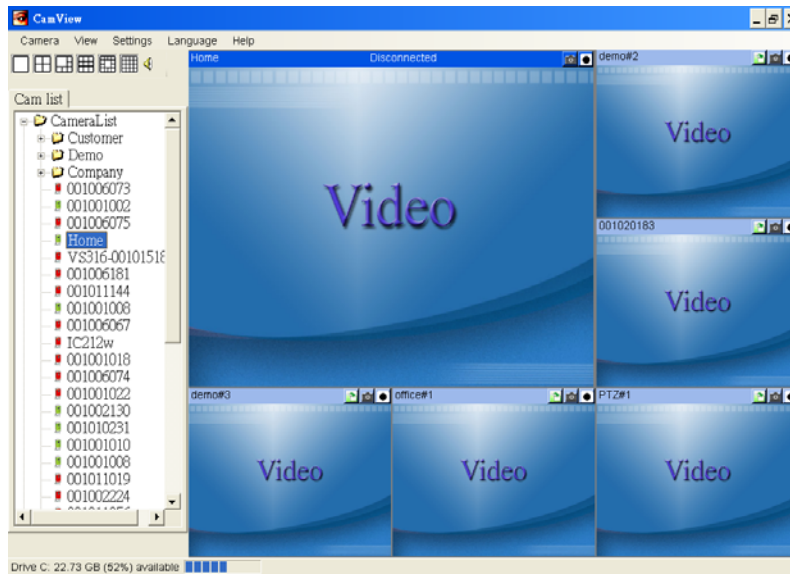 CamView
Camera View Settings Language Help
Cam list
CameraList
Customer
Demo
Company
001006073
001001002
001006075
Home
VS316-00101518
001006181
001011144
001001008
001006067
IC212w
001001018
001006074
001001022
001002130
001010231
001001010
001001008
001011019
001002224
Home Disconnected
Video
demo#2
Video
001020183
Video
demo#3
Video
office#1
Video
PTZ#1
Video
Drive C: 22.73 GB (52%) available